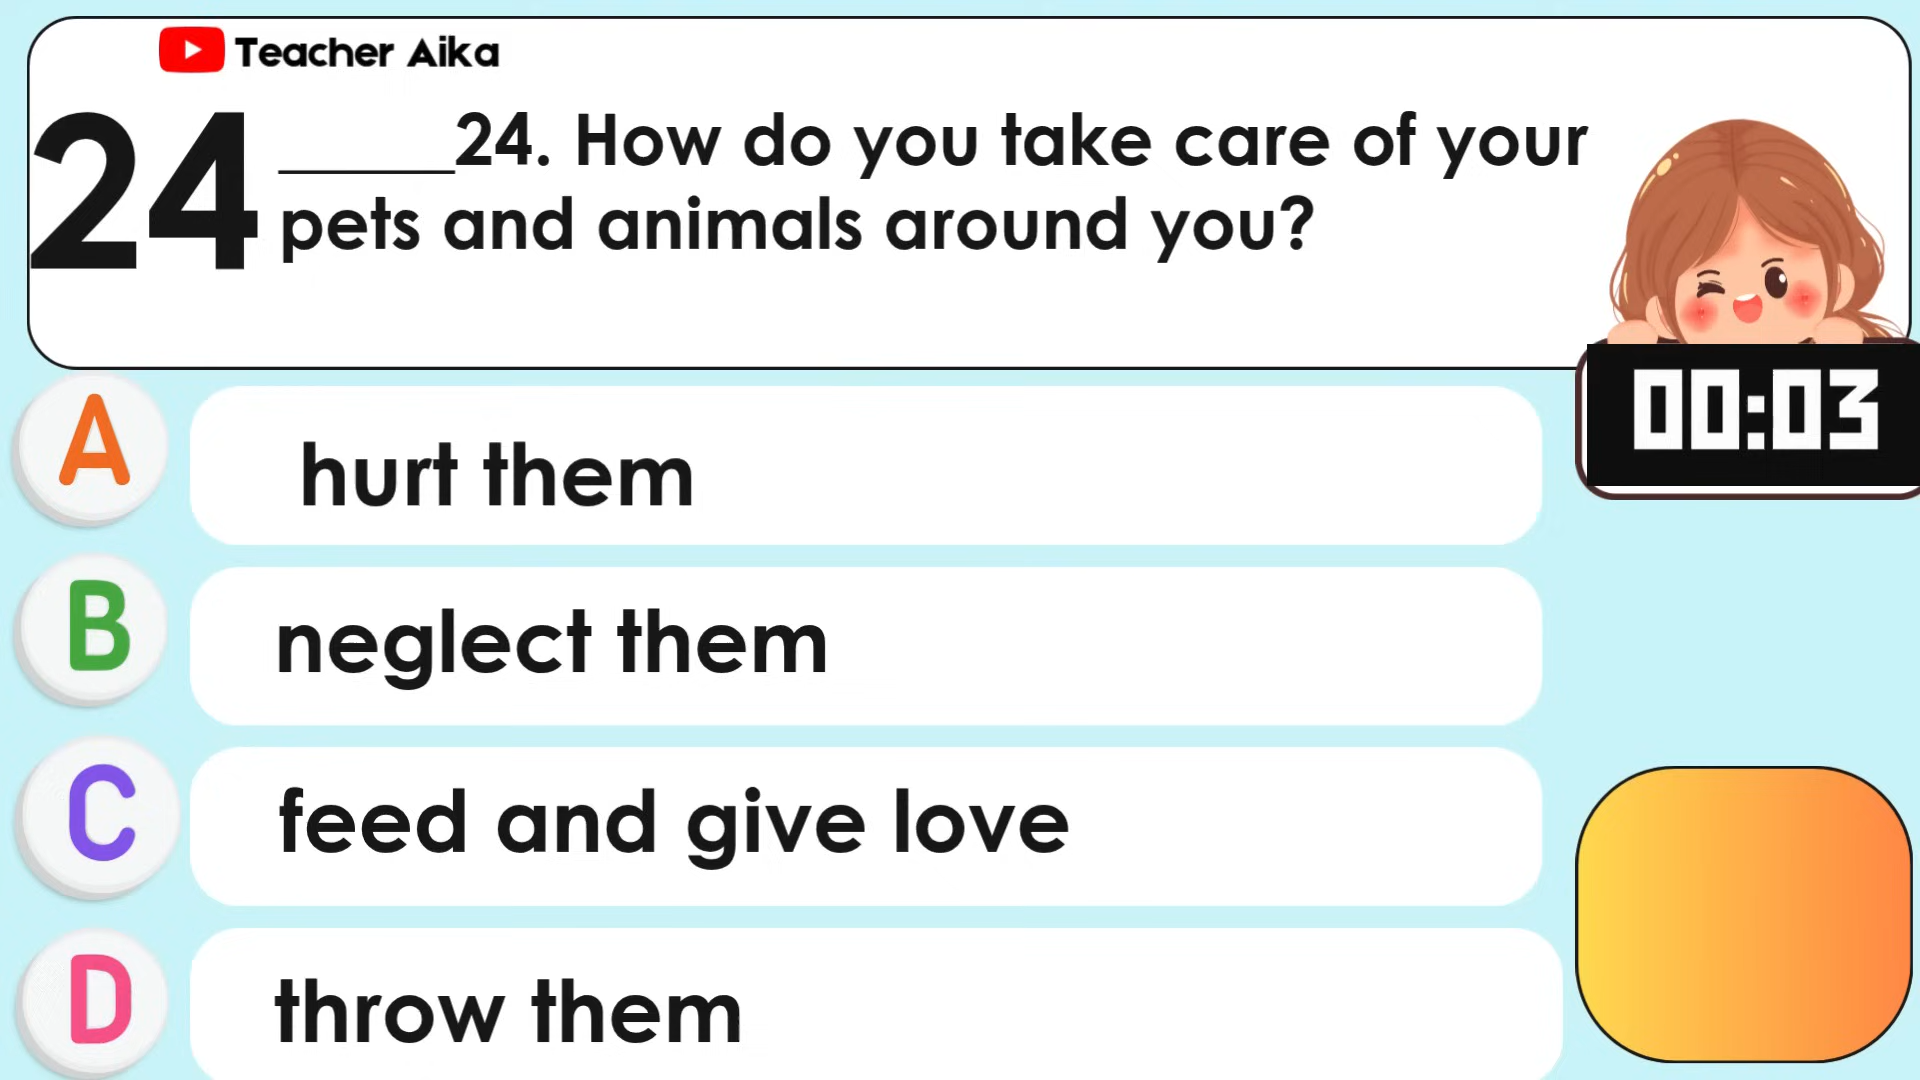 Teacher Aika
24
_____24. How do you take care of your
pets and animals around you?
00:03
A
hurt them
B
neglect them
C
feed and give love
D
throw them